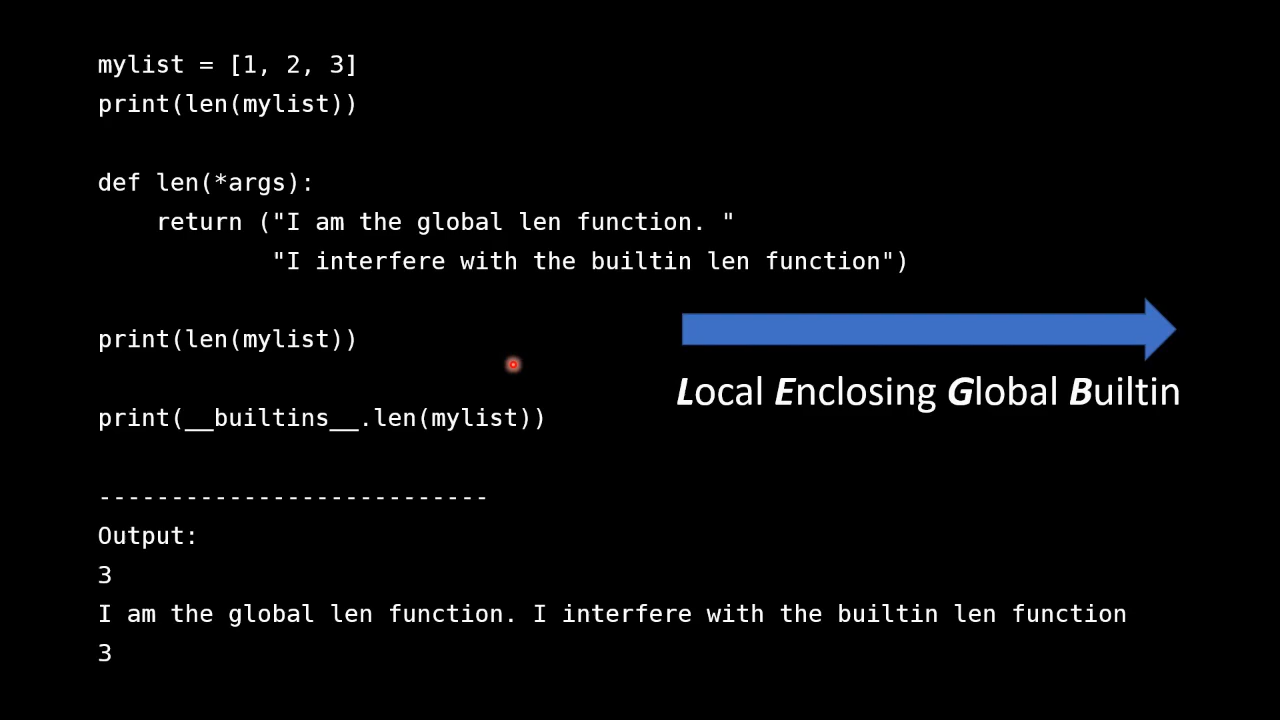 mylist = [1, 2, 3]
print(len(mylist))
def len(*args):
    return ("I am the global len function. "
            "I interfere with the builtin len function")
print(len(mylist))
Local Enclosing Global Builtin
print(__builtins__.len(mylist))
---------------------------
Output:
3
I am the global len function. I interfere with the builtin len function
3